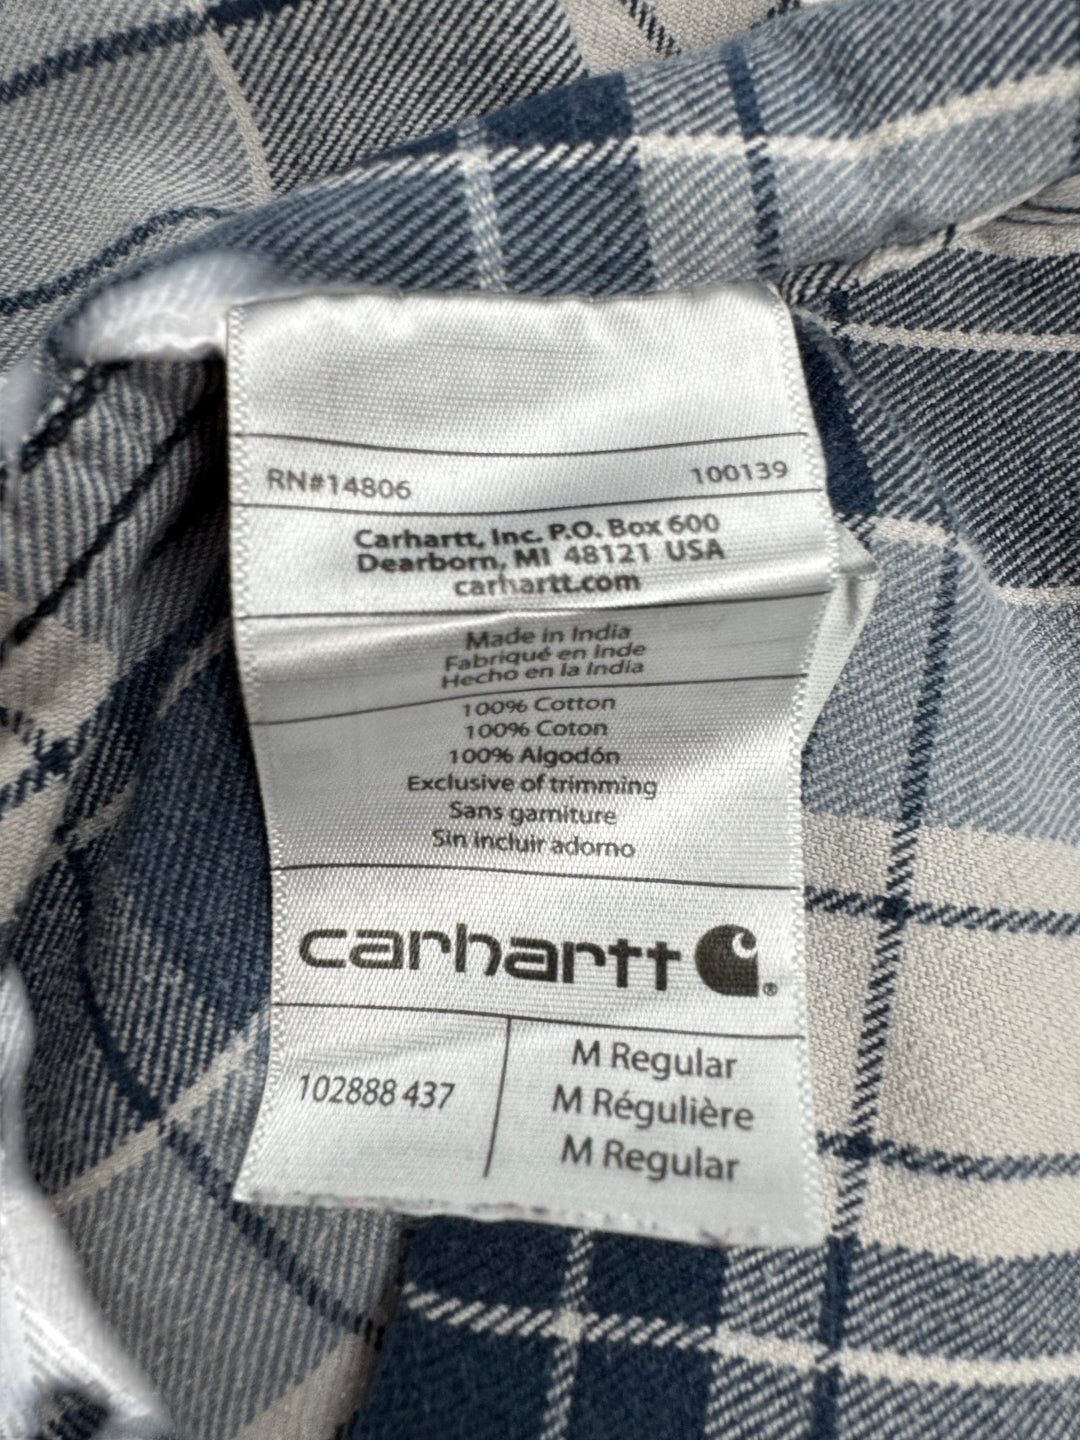 RN#14806 100139
Carhartt, Inc. P.O. Box 600
Dearborn, MI 48121 USA
carhartt.com
Made in India
Fabriqué en Inde
Hecho en la India
100% Cotton
100% Coton
100% Algodón
Exclusive of trimming
Sans garniture
Sin incluir adorno
carhartt ®
102888 437
M Regular
M Régulière
M Regular